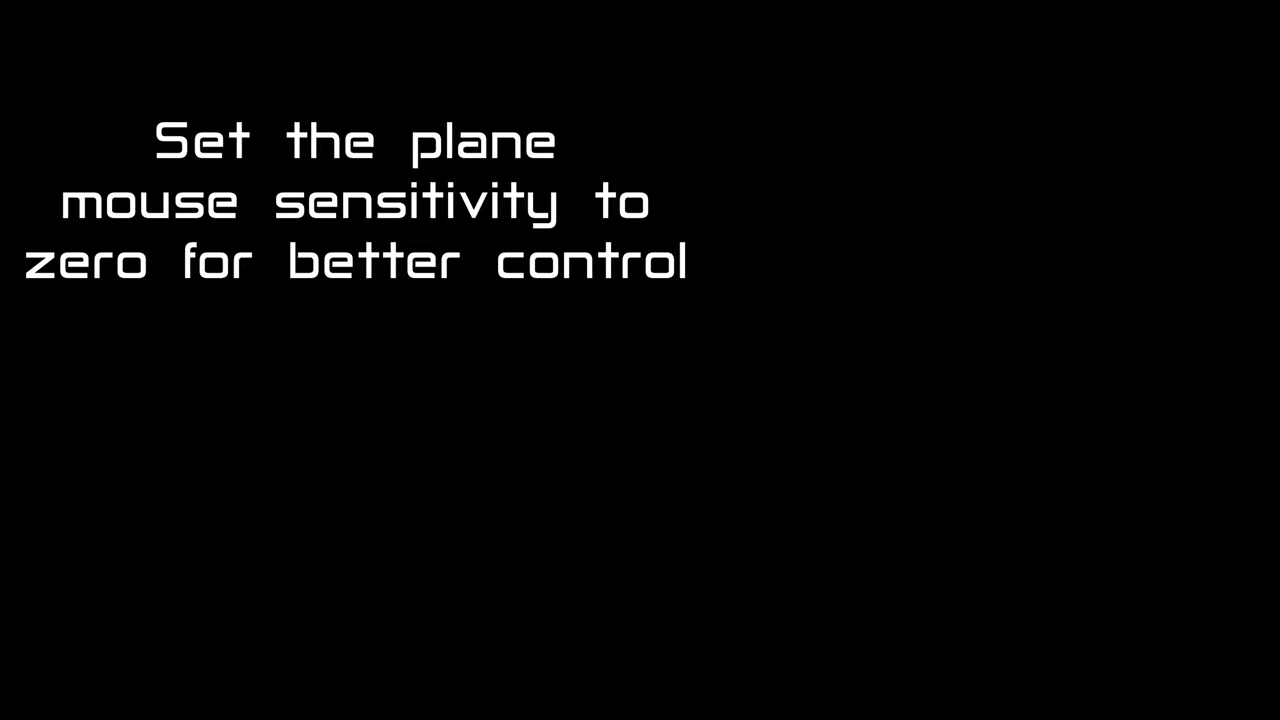 Set the plane
mouse sensitivity to
zero for better control